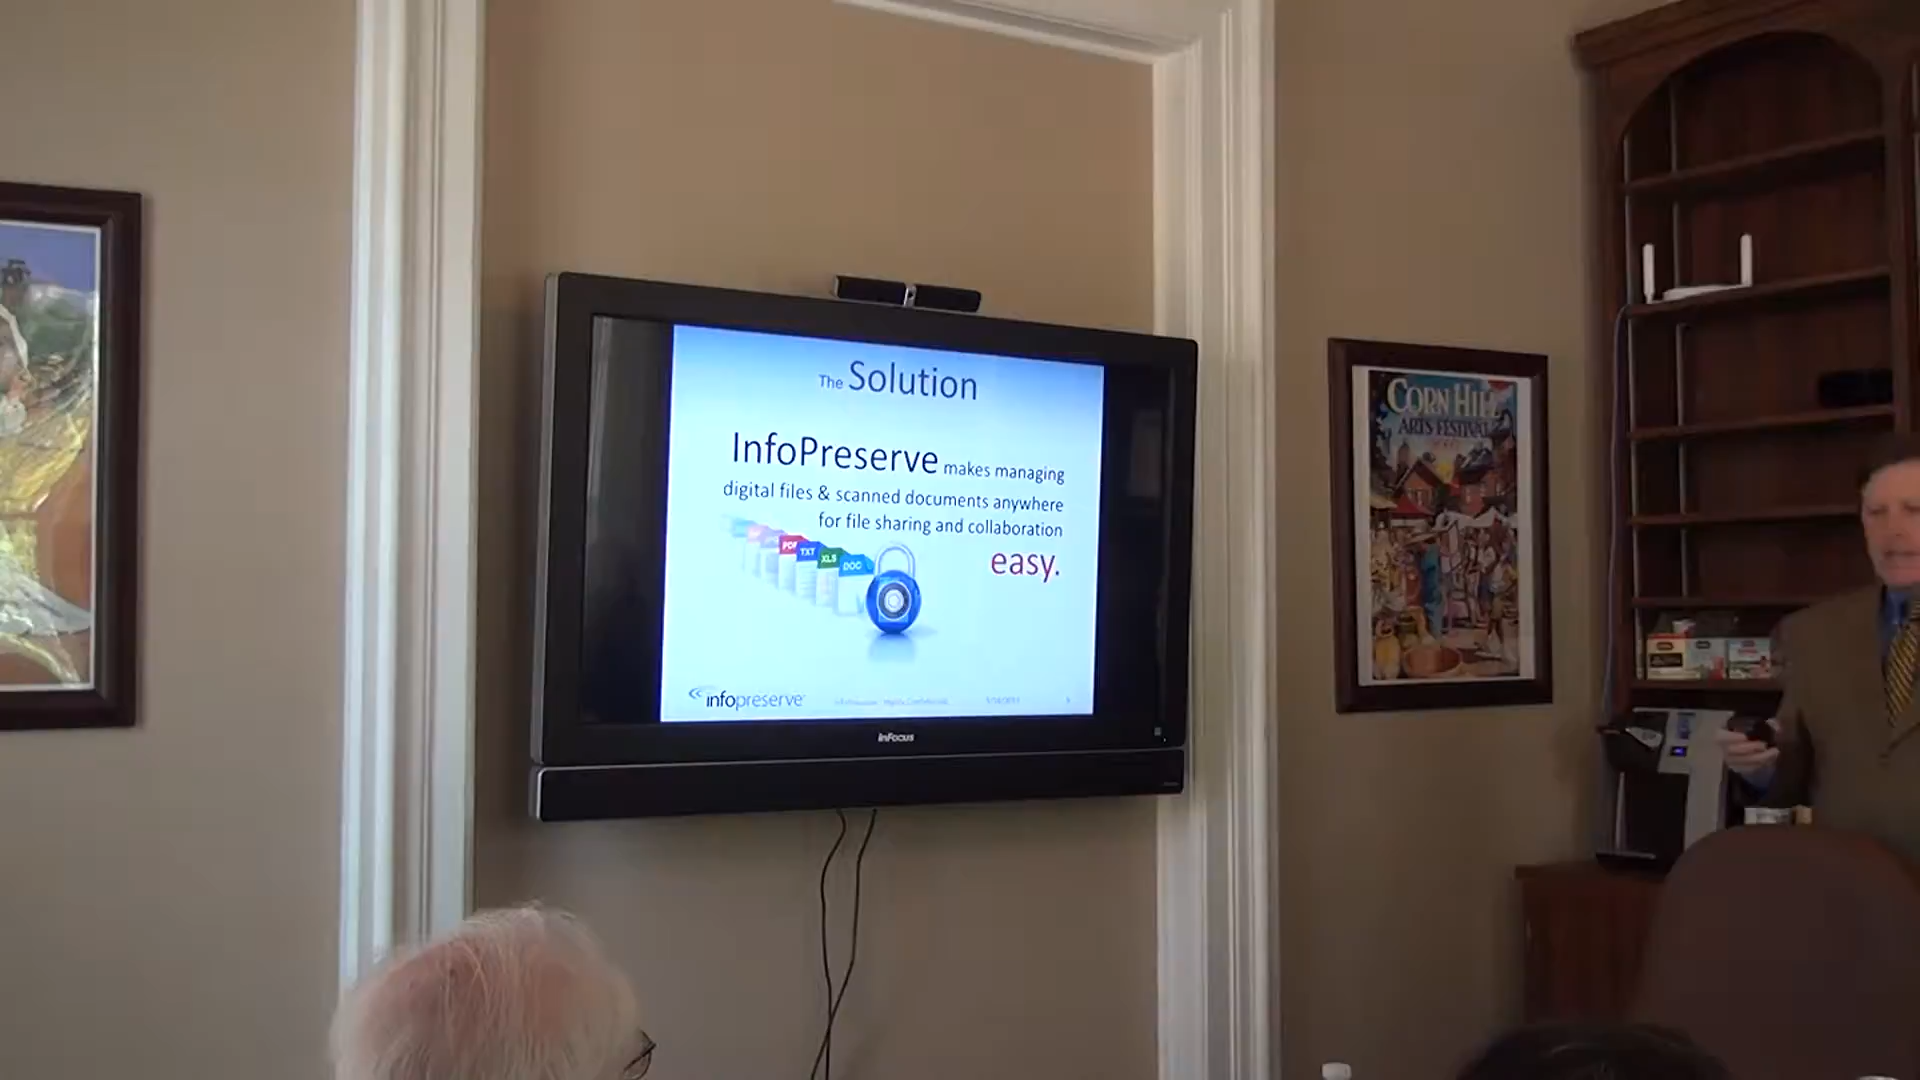 The Solution
InfoPreserve makes managing
digital files & scanned documents anywhere
for file sharing and collaboration
easy.
PDF
TXT
XLS
DOC
infopreserve
InFocus
CORN HILL
ARTS FESTIVAL